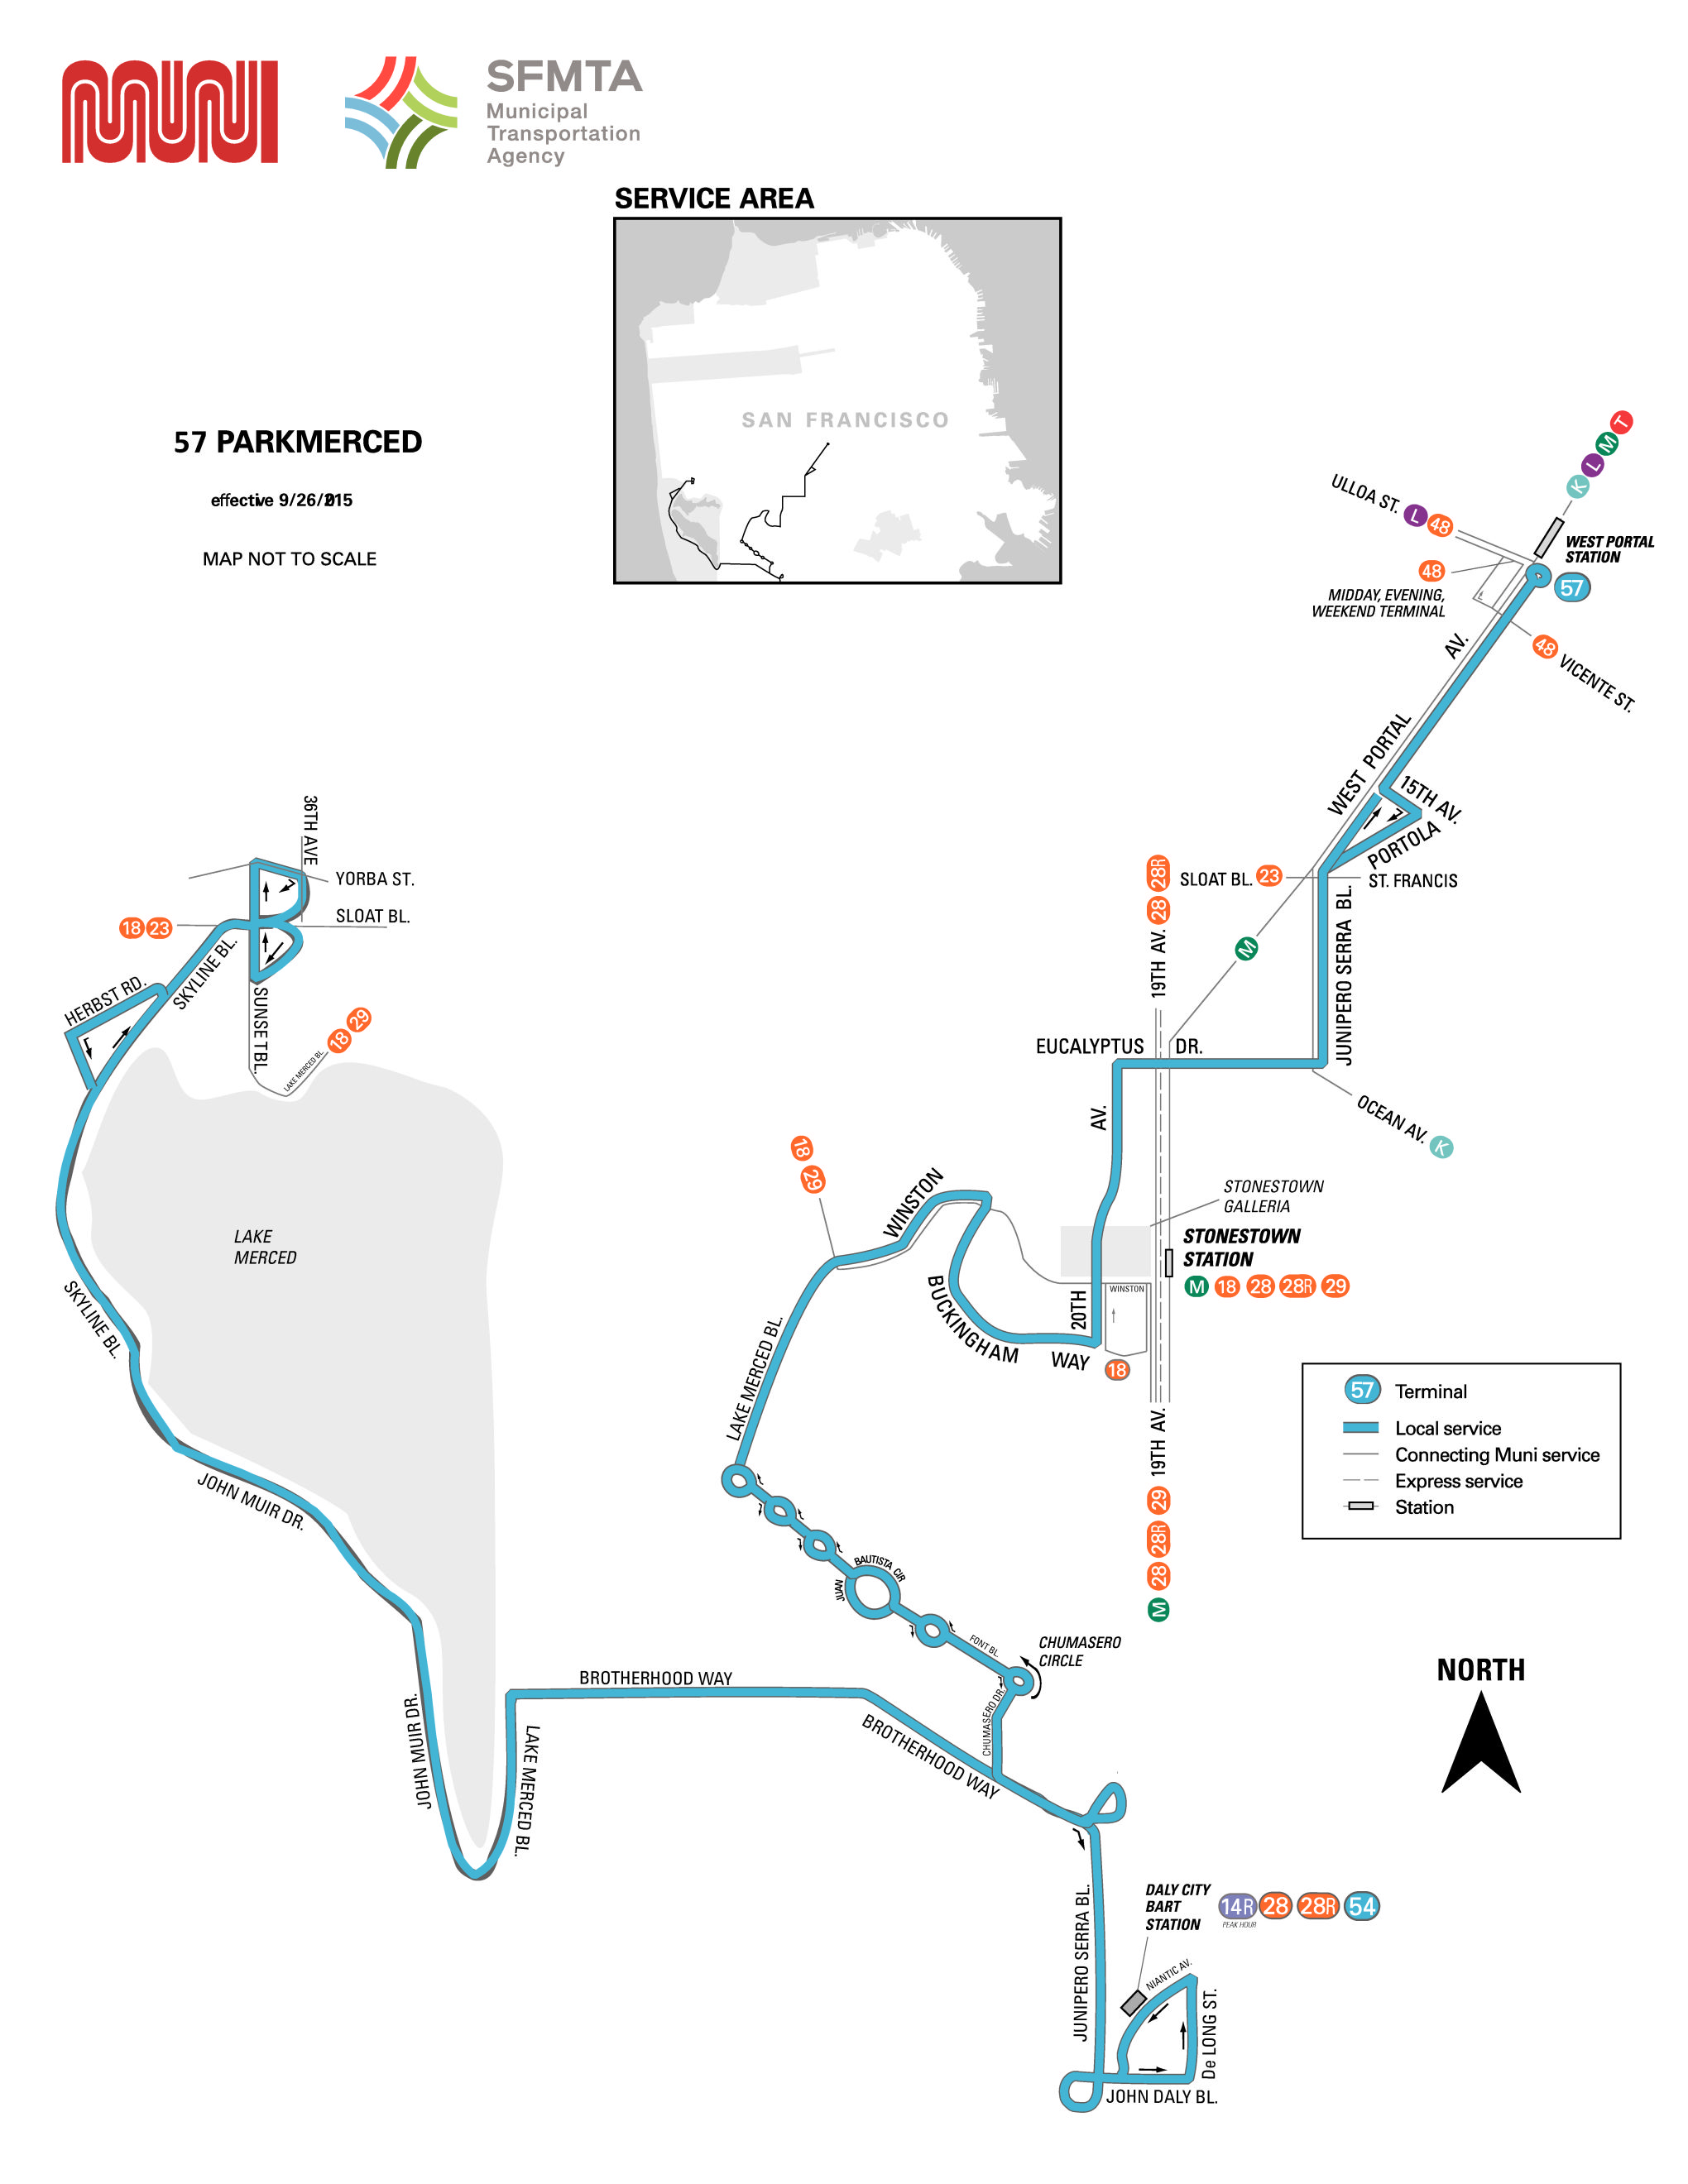 MUNI
SFMTA
Municipal
Transportation
Agency
SERVICE AREA
SAN FRANCISCO
57 PARKMERCED
effective 9/26/2015
MAP NOT TO SCALE
T
M
L
K
ULLOA ST. L 48
WEST PORTAL
STATION
48
57
MIDDAY, EVENING,
WEEKEND TERMINAL
48 VICENTE ST.
WEST PORTAL AV.
15TH AV.
PORTOLA
28R
28
19TH AV.
SLOAT BL. 23
ST. FRANCIS
M
JUNIPERO SERRA BL.
EUCALYPTUS DR.
OCEAN AV. K
36TH AVE
YORBA ST.
SLOAT BL.
18 23
SKYLINE BL.
HERBST RD.
SUNSET BL.
LAKE MERCED BL.
18 29
LAKE
MERCED
SKYLINE BL.
JOHN MUIR DR.
JOHN MUIR DR.
LAKE MERCED BL.
BROTHERHOOD WAY
BROTHERHOOD WAY
18
29
WINSTON
BUCKINGHAM WAY
20TH AV.
STONESTOWN
GALLERIA
STONESTOWN
STATION
M 18 28 28R 29
WINSTON
18
19TH AV.
29
28R
28
M
LAKE MERCED BL.
JUAN BAUTISTA CIR
FONT BL.
CHUMASERO
CIRCLE
CHUMASERO DR.
57 Terminal
Local service
Connecting Muni service
Express service
Station
NORTH
JUNIPERO SERRA BL.
DALY CITY
BART
STATION
14R 28 28R 54
PEAK HOUR
NIANTIC AV.
De LONG ST.
JOHN DALY BL.